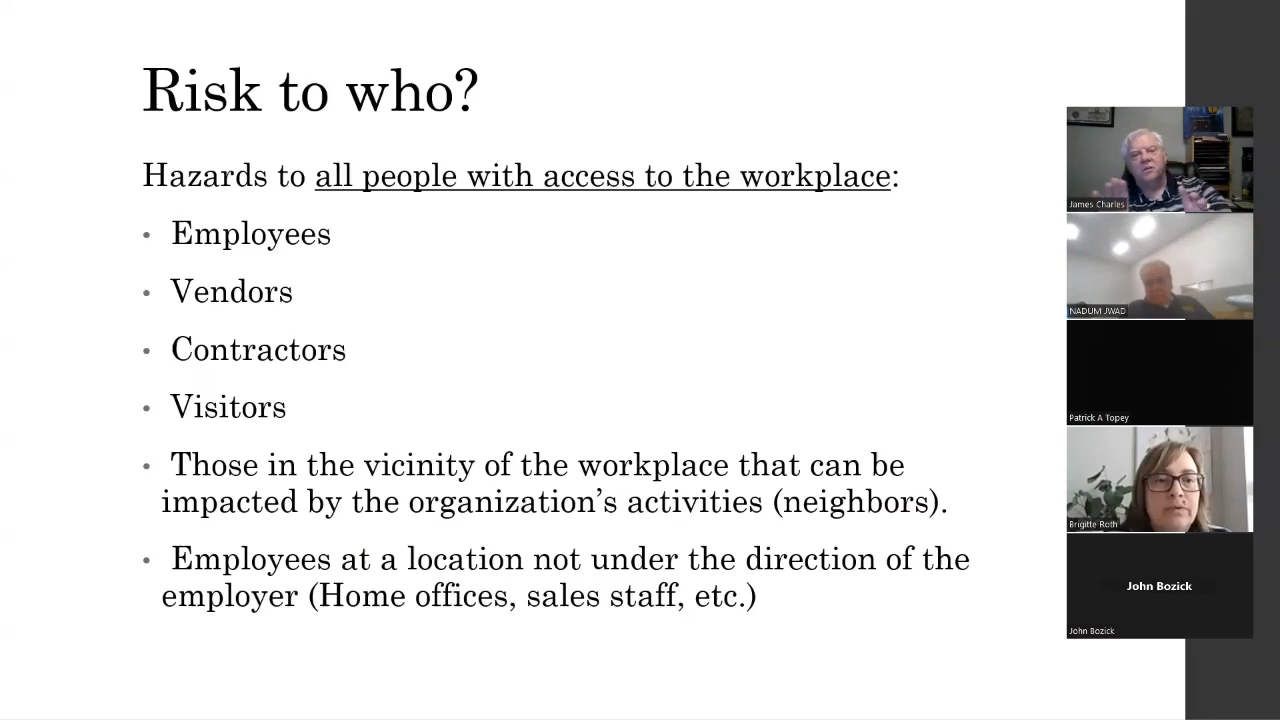 Risk to who?
Hazards to all people with access to the workplace:
• Employees
• Vendors
• Contractors
• Visitors
• Those in the vicinity of the workplace that can be
impacted by the organization’s activities (neighbors).
• Employees at a location not under the direction of the
employer (Home offices, sales staff, etc.)
James Charles
NADUM JWAD
Patrick A Topey
Brigitte Roth
John Bozick
John Bozick